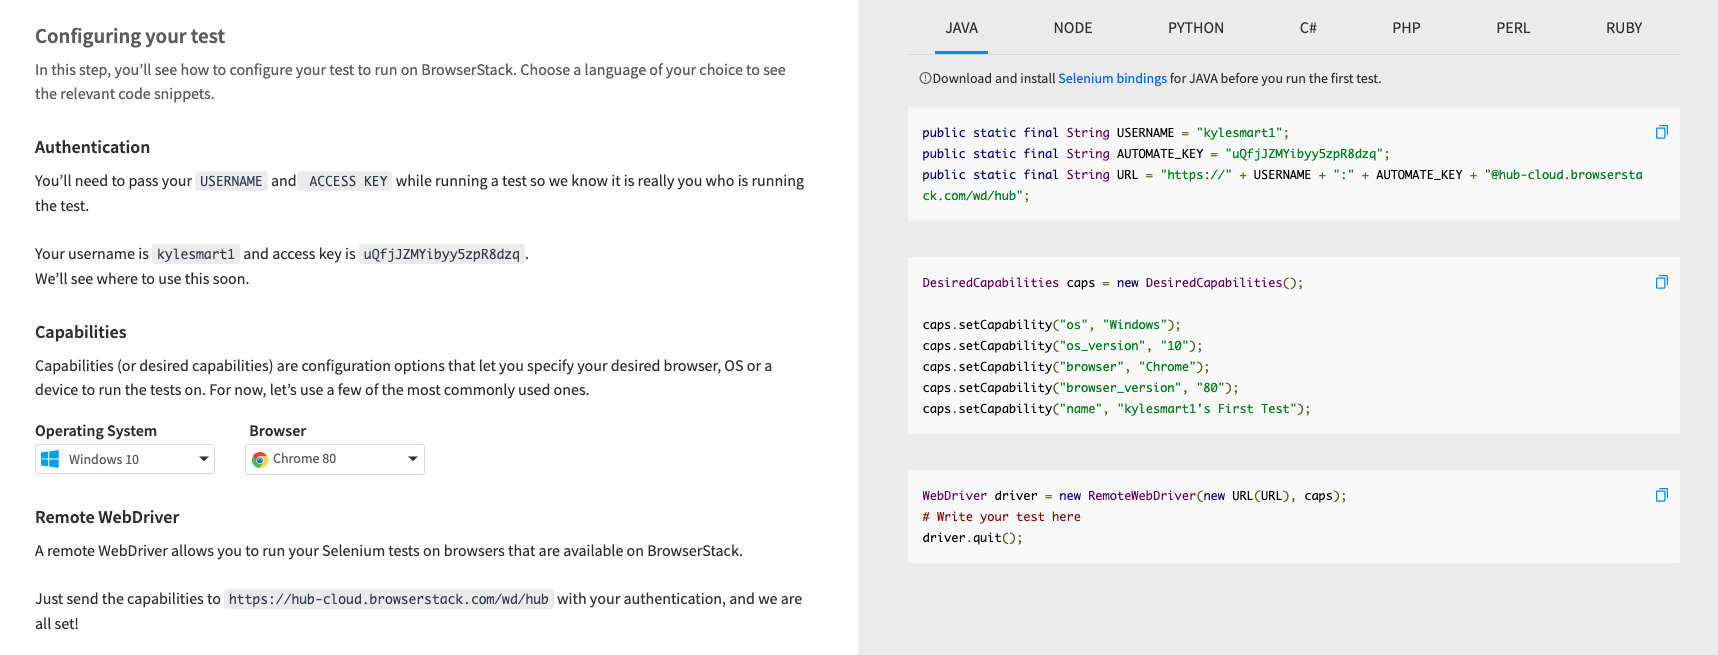 Configuring your test
In this step, you’ll see how to configure your test to run on BrowserStack. Choose a language of your choice to see
the relevant code snippets.
Authentication
You’ll need to pass your USERNAME and ACCESS KEY while running a test so we know it is really you who is running
the test.
Your username is kylesmart1 and access key is uQfjJZMYibyy5zpR8dzq.
We’ll see where to use this soon.
Capabilities
Capabilities (or desired capabilities) are configuration options that let you specify your desired browser, OS or a
device to run the tests on. For now, let’s use a few of the most commonly used ones.
Operating System Browser
Windows 10 Chrome 80
Remote WebDriver
A remote WebDriver allows you to run your Selenium tests on browsers that are available on BrowserStack.
Just send the capabilities to https://hub-cloud.browserstack.com/wd/hub with your authentication, and we are
all set!
JAVA NODE PYTHON C# PHP PERL RUBY
Download and install Selenium bindings for JAVA before you run the first test.
public static final String USERNAME = "kylesmart1";
public static final String AUTOMATE_KEY = "uQfjJZMYibyy5zpR8dzq";
public static final String URL = "https://" + USERNAME + ":" + AUTOMATE_KEY + "@hub-cloud.browsersta
ck.com/wd/hub";
DesiredCapabilities caps = new DesiredCapabilities();
caps.setCapability("os", "Windows");
caps.setCapability("os_version", "10");
caps.setCapability("browser", "Chrome");
caps.setCapability("browser_version", "80");
caps.setCapability("name", "kylesmart1's First Test");
WebDriver driver = new RemoteWebDriver(new URL(URL), caps);
# Write your test here
driver.quit();